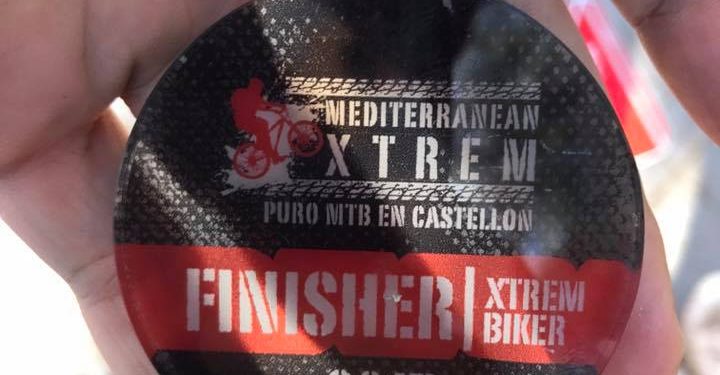 MEDITERRANEAN
XTREM
PURO MTB EN CASTELLON
FINISHER
XTREM
BIKER